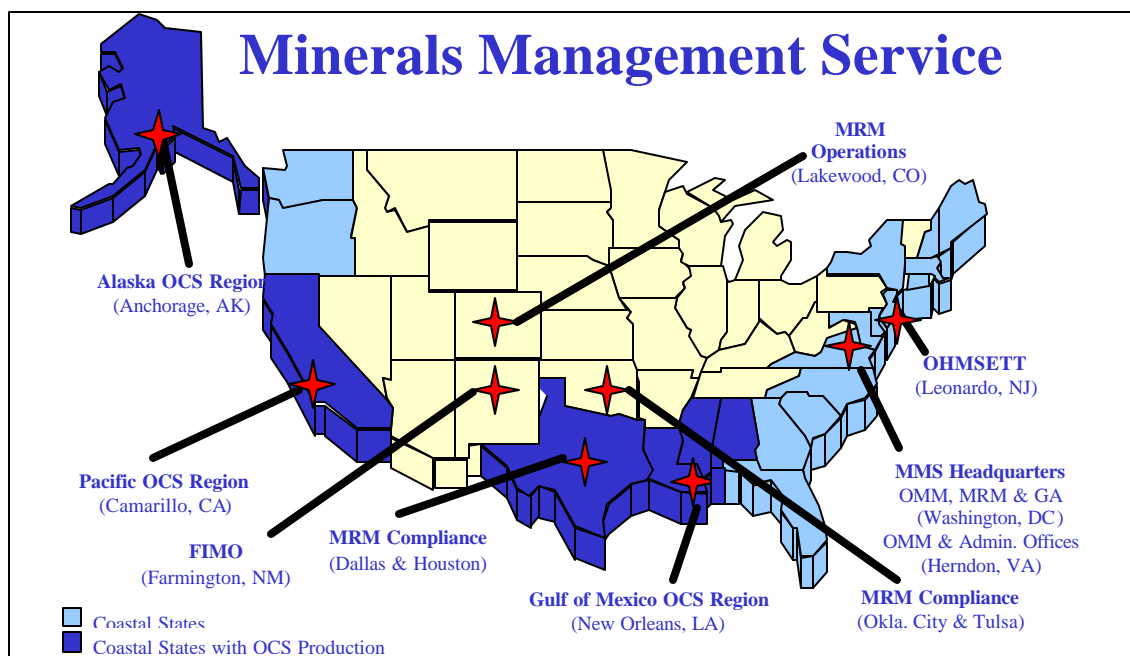 Minerals Management Service
MRM
Operations
(Lakewood, CO)
Alaska OCS Region
(Anchorage, AK)
OHMSETT
(Leonardo, NJ)
Pacific OCS Region
(Camarillo, CA)
MMS Headquarters
OMM, MRM & GA
(Washington, DC)
OMM & Admin. Offices
(Herndon, VA)
MRM Compliance
(Dallas & Houston)
FIMO
(Farmington, NM)
Gulf of Mexico OCS Region
(New Orleans, LA)
MRM Compliance
(Okla. City & Tulsa)
Coastal States
Coastal States with OCS Production